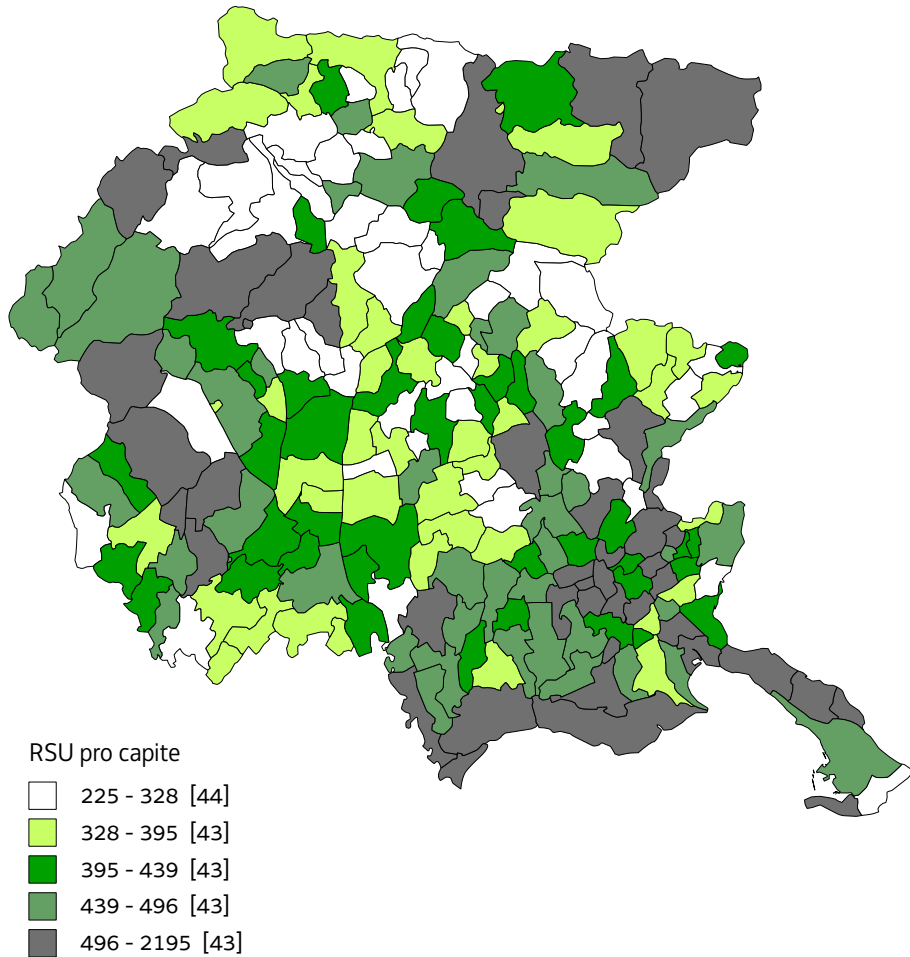 RSU pro capite
225 - 328 [44]
328 - 395 [43]
395 - 439 [43]
439 - 496 [43]
496 - 2195 [43]